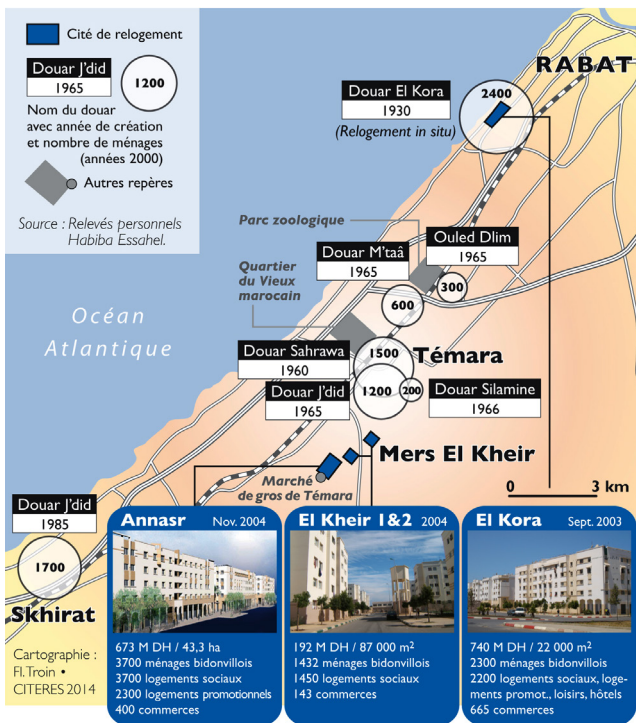 Cité de relogement
Douar J'did
1965
1200
Nom du douar
avec année de création
et nombre de ménages
(années 2000)
Autres repères
Source : Relevés personnels
Habiba Essahel.
RABAT
Douar El Kora
1930
(Relogement in situ)
2400
Parc zoologique
Ouled Dlim
1965
300
Douar M'taâ
1965
600
Quartier
du Vieux
marocain
Océan
Atlantique
Douar Sahrawa
1960
1500
Témara
Douar J'did
1965
1200
200
Douar Silamine
1966
Mers El Kheir
Marché
de gros de Témara
0 3 km
Douar J'did
1985
1700
Skhirat
Cartographie :
Fl. Troin •
CITERES 2014
Annasr Nov. 2004
673 M DH / 43,3 ha
3700 ménages bidonvillois
3700 logements sociaux
2300 logements promotionnels
400 commerces
El Kheir 1&2 2004
192 M DH / 87 000 m²
1432 ménages bidonvillois
1450 logements sociaux
143 commerces
El Kora Sept. 2003
740 M DH / 22 000 m²
2300 ménages bidonvillois
2200 logements sociaux, loge-
ments promot., loisirs, hôtels
665 commerces